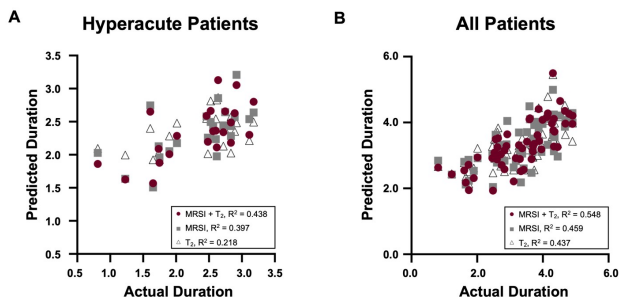 A
Hyperacute Patients
Predicted Duration
3.5
3.0
2.5
2.0
1.5
1.0
0.5
MRSI + T₂, R² = 0.438
MRSI, R² = 0.397
T₂, R² = 0.218
0.5 1.0 1.5 2.0 2.5 3.0 3.5
Actual Duration
B
All Patients
Predicted Duration
6.0
4.0
2.0
0.0
MRSI + T₂, R² = 0.548
MRSI, R² = 0.459
T₂, R² = 0.437
0.0 2.0 4.0 6.0
Actual Duration